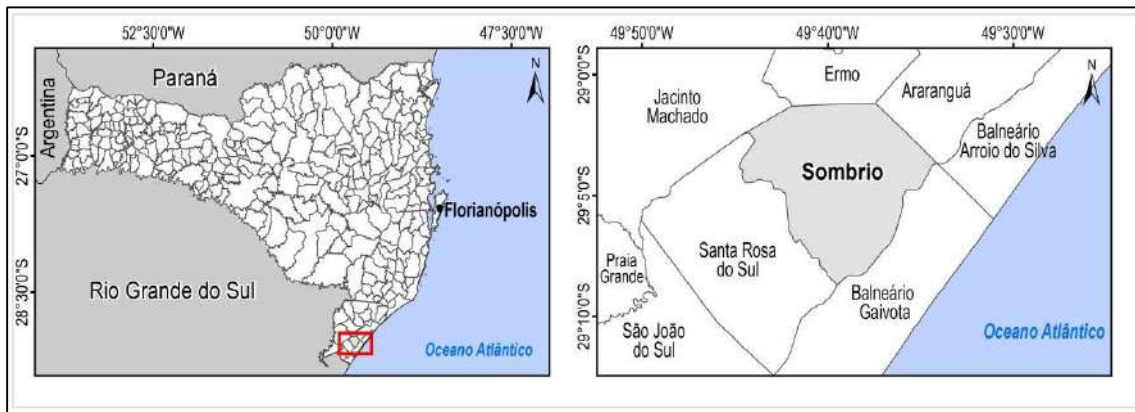 52°30'0"W
50°0'0"W
47°30'0"W
Argentina
Paraná
N
27°0'0"S
Florianópolis
Rio Grande do Sul
28°30'0"S
Oceano Atlântico
49°50'0"W
49°40'0"W
49°30'0"W
29°0'0"S
Ermo
N
Jacinto
Machado
Araranguá
Balneário
Arroio do Silva
Sombrio
29°5'0"S
Santa Rosa
do Sul
Praia
Grande
Balneário
Gaivota
29°10'0"S
São João
do Sul
Oceano Atlântico